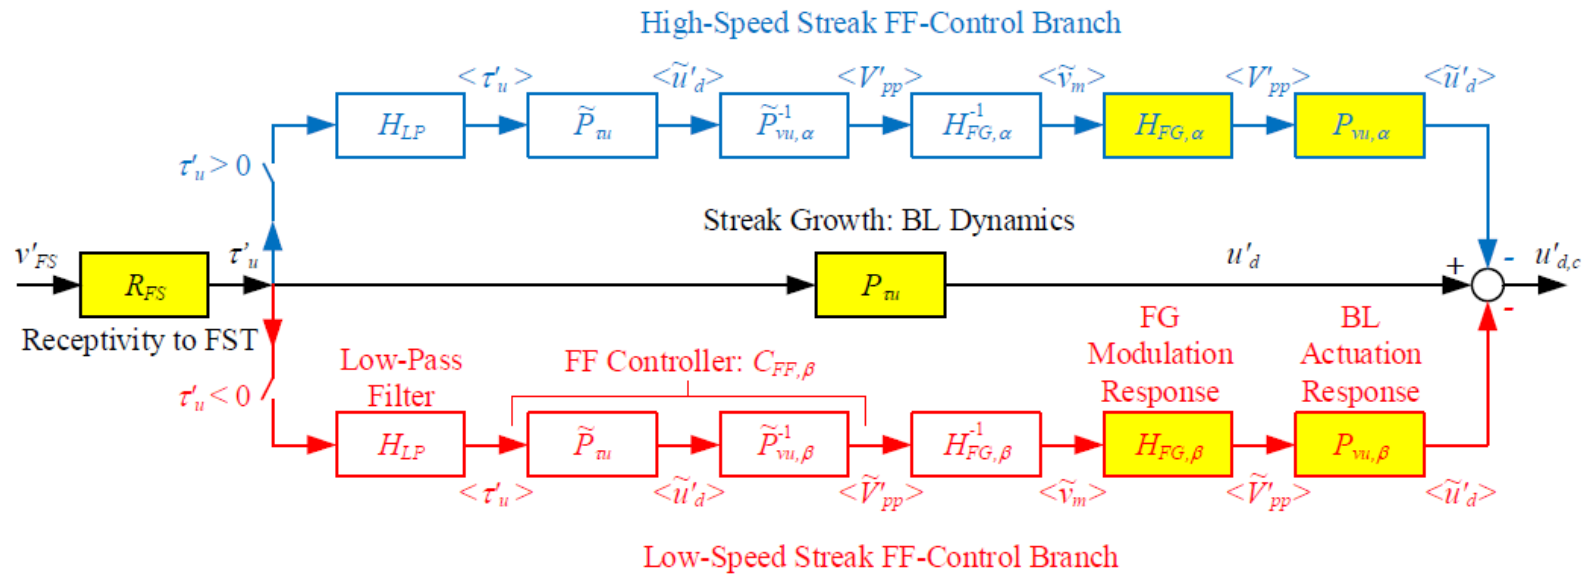 High-Speed Streak FF-Control Branch
<τ'u> <ũ'd> <V'pp> <ṽm> <V'pp> <ũ'd>
HLP P̃τu P̃⁻¹vu,α H⁻¹FG,α HFG,α Pvu,α
τ'u > 0
Streak Growth: BL Dynamics
v'FS τ'u u'd + - u'd,c
RFS Pτu
-
Receptivity to FST
τ'u < 0
Low-Pass
Filter
FF Controller: CFF,β
FG
Modulation
Response
BL
Actuation
Response
HLP P̃τu P̃⁻¹vu,β H⁻¹FG,β HFG,β Pvu,β
<τ'u> <ũ'd> <Ṽ'pp> <ṽm> <Ṽ'pp> <ũ'd>
Low-Speed Streak FF-Control Branch